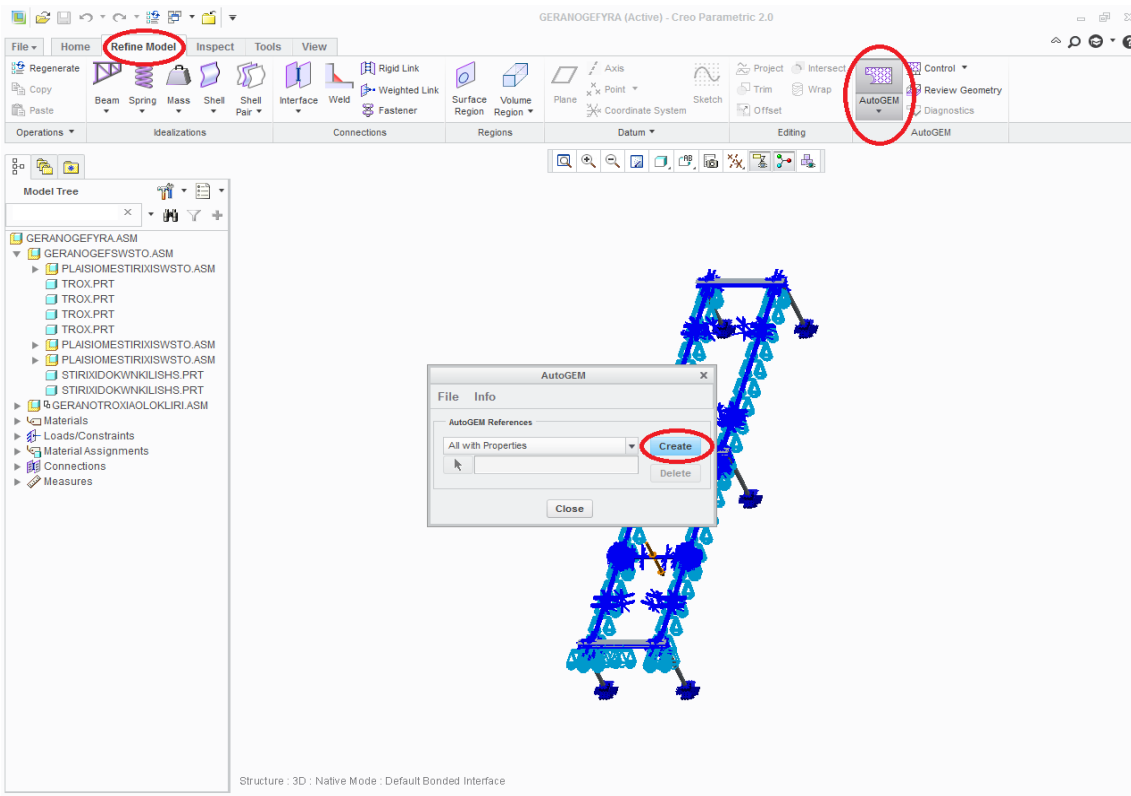 GERANOGEFYRA (Active) - Creo Parametric 2.0
File Home Refine Model Inspect Tools View
Regenerate
Copy
Paste
Beam Spring Mass Shell Shell Pair
Interface Weld
Rigid Link
Weighted Link
Fastener
Surface Region Volume Region
Plane
Axis
Point
Coordinate System
Sketch
Project Intersect
Trim Wrap
Offset
AutoGEM
Control
Review Geometry
Diagnostics
Operations Idealizations Connections Regions Datum Editing AutoGEM
Model Tree
GERANOGEFYRA.ASM
GERANOGEFSWSTO.ASM
PLAISIOMESTIRIXISWSTO.ASM
TROX.PRT
TROX.PRT
TROX.PRT
TROX.PRT
PLAISIOMESTIRIXISWSTO.ASM
PLAISIOMESTIRIXISWSTO.ASM
STIRIXIDOKWNKILISHS.PRT
STIRIXIDOKWNKILISHS.PRT
GERANOTROXIAOLOKLIRI.ASM
Materials
Loads/Constraints
Material Assignments
Connections
Measures
AutoGEM
File Info
AutoGEM References
All with Properties
Create
Delete
Close
Structure : 3D : Native Mode : Default Bonded Interface